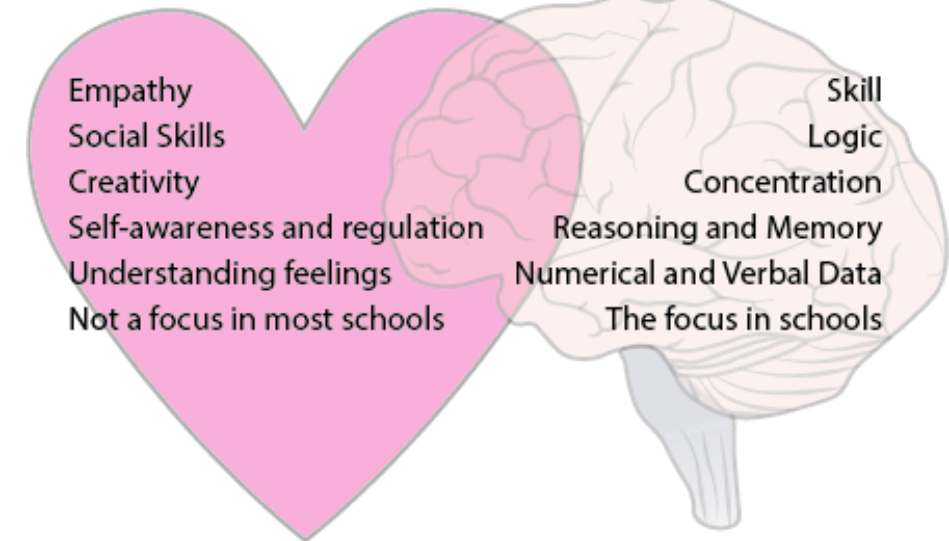 Empathy
Social Skills
Creativity
Self-awareness and regulation
Understanding feelings
Not a focus in most schools
Skill
Logic
Concentration
Reasoning and Memory
Numerical and Verbal Data
The focus in schools